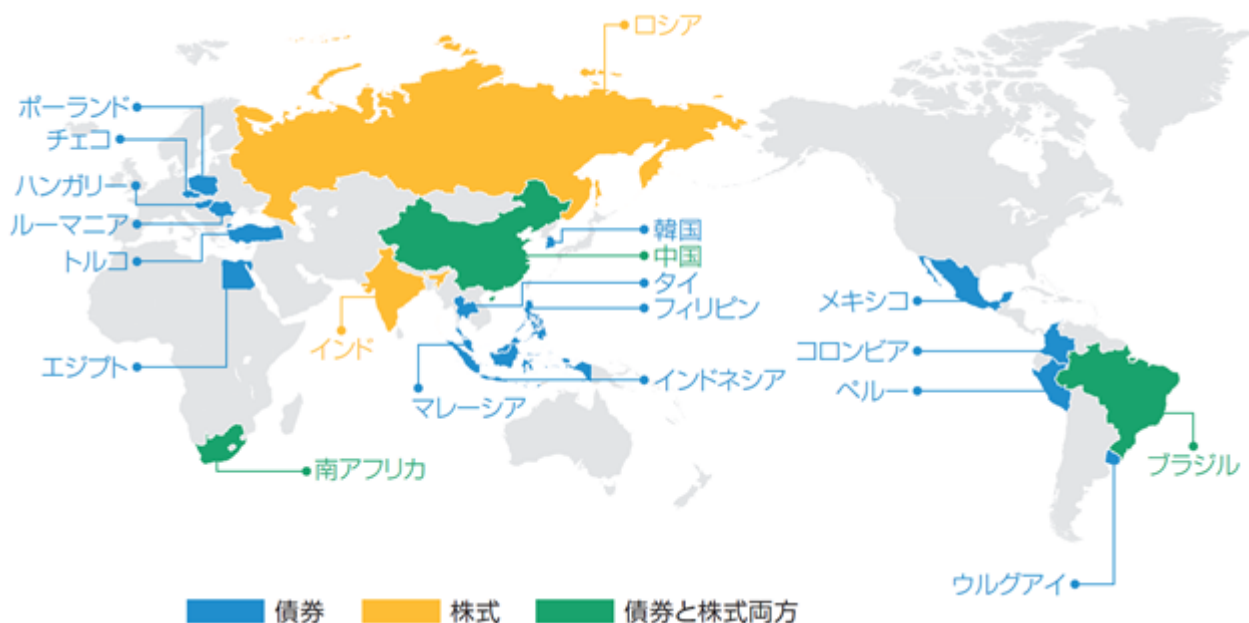 ロシア
ポーランド
チェコ
ハンガリー
ルーマニア
トルコ
韓国
中国
タイ
フィリピン
メキシコ
インド
コロンビア
エジプト
インドネシア
ペルー
マレーシア
南アフリカ
ブラジル
ウルグアイ
債券
株式
債券と株式両方